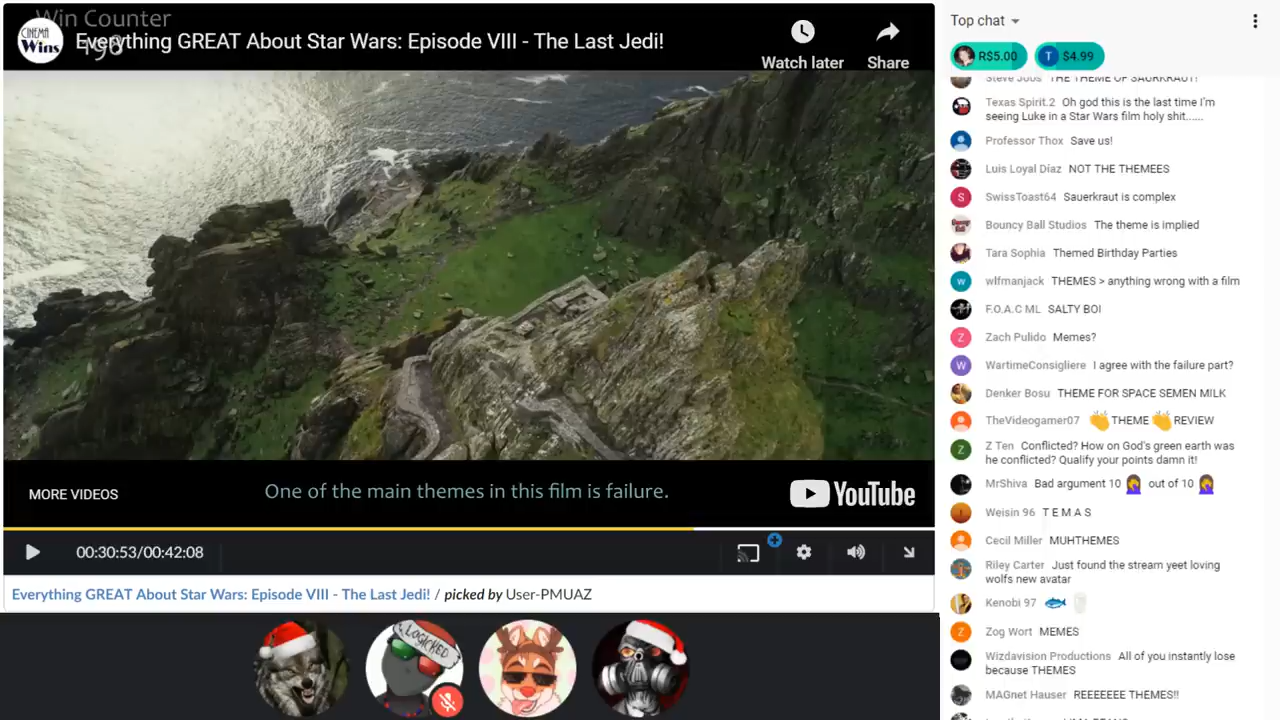 Win Counter
198
CINEMA
Wins
Everything GREAT About Star Wars: Episode VIII - The Last Jedi!
Watch later
Share
MORE VIDEOS
One of the main themes in this film is failure.
YouTube
00:30:53/00:42:08
Everything GREAT About Star Wars: Episode VIII - The Last Jedi! / picked by User-PMUAZ
LOGICKED
Top chat
R$5.00
T $4.99
Steve Jobs THE THEME OF SAURKRAUT!
Texas Spirit.2 Oh god this is the last time I'm
seeing Luke in a Star Wars film holy shit......
Professor Thox Save us!
Luis Loyal Díaz NOT THE THEMEES
S SwissToast64 Sauerkraut is complex
Bouncy Ball Studios The theme is implied
Tara Sophia Themed Birthday Parties
w wlfmanjack THEMES > anything wrong with a film
F.O.A.C ML SALTY BOI
Z Zach Pulido Memes?
W WartimeConsigliere I agree with the failure part?
Denker Bosu THEME FOR SPACE SEMEN MILK
TheVideogamer07 👏 THEME 👏 REVIEW
Z Z Ten Conflicted? How on God's green earth was
he conflicted? Qualify your points damn it!
MrShiva Bad argument 10 🤦‍♀️ out of 10 🤦‍♀️
Weisin 96 T E M A S
Cecil Miller MUHTHEMES
Riley Carter Just found the stream yeet loving
wolfs new avatar
Kenobi 97 🐟 🥛
Z Zog Wort MEMES
Wizdavision Productions All of you instantly lose
because THEMES
MAGnet Hauser REEEEEEE THEMES!!